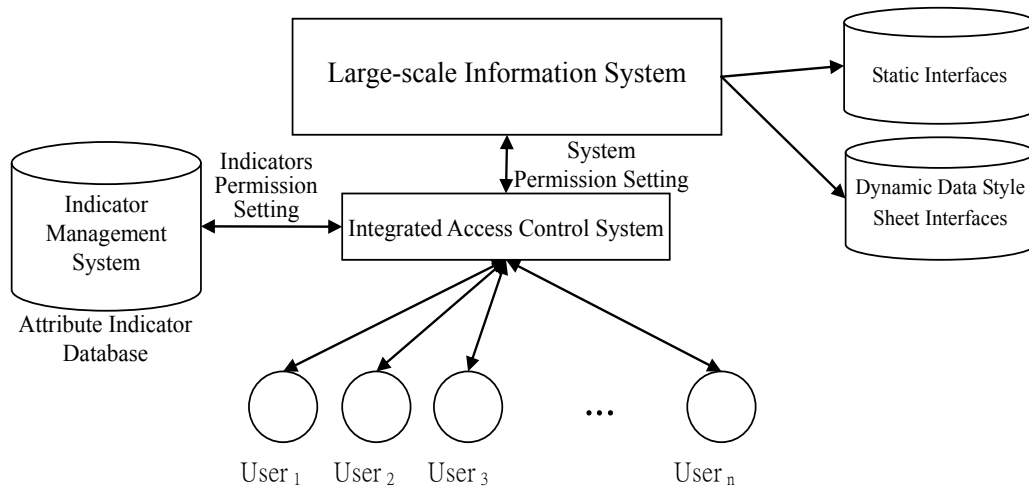 Large-scale Information System
Static Interfaces
Indicators
Permission
Setting
System
Permission Setting
Dynamic Data Style
Sheet Interfaces
Indicator
Management
System
Integrated Access Control System
Attribute Indicator
Database
...
User 1
User 2
User 3
User n